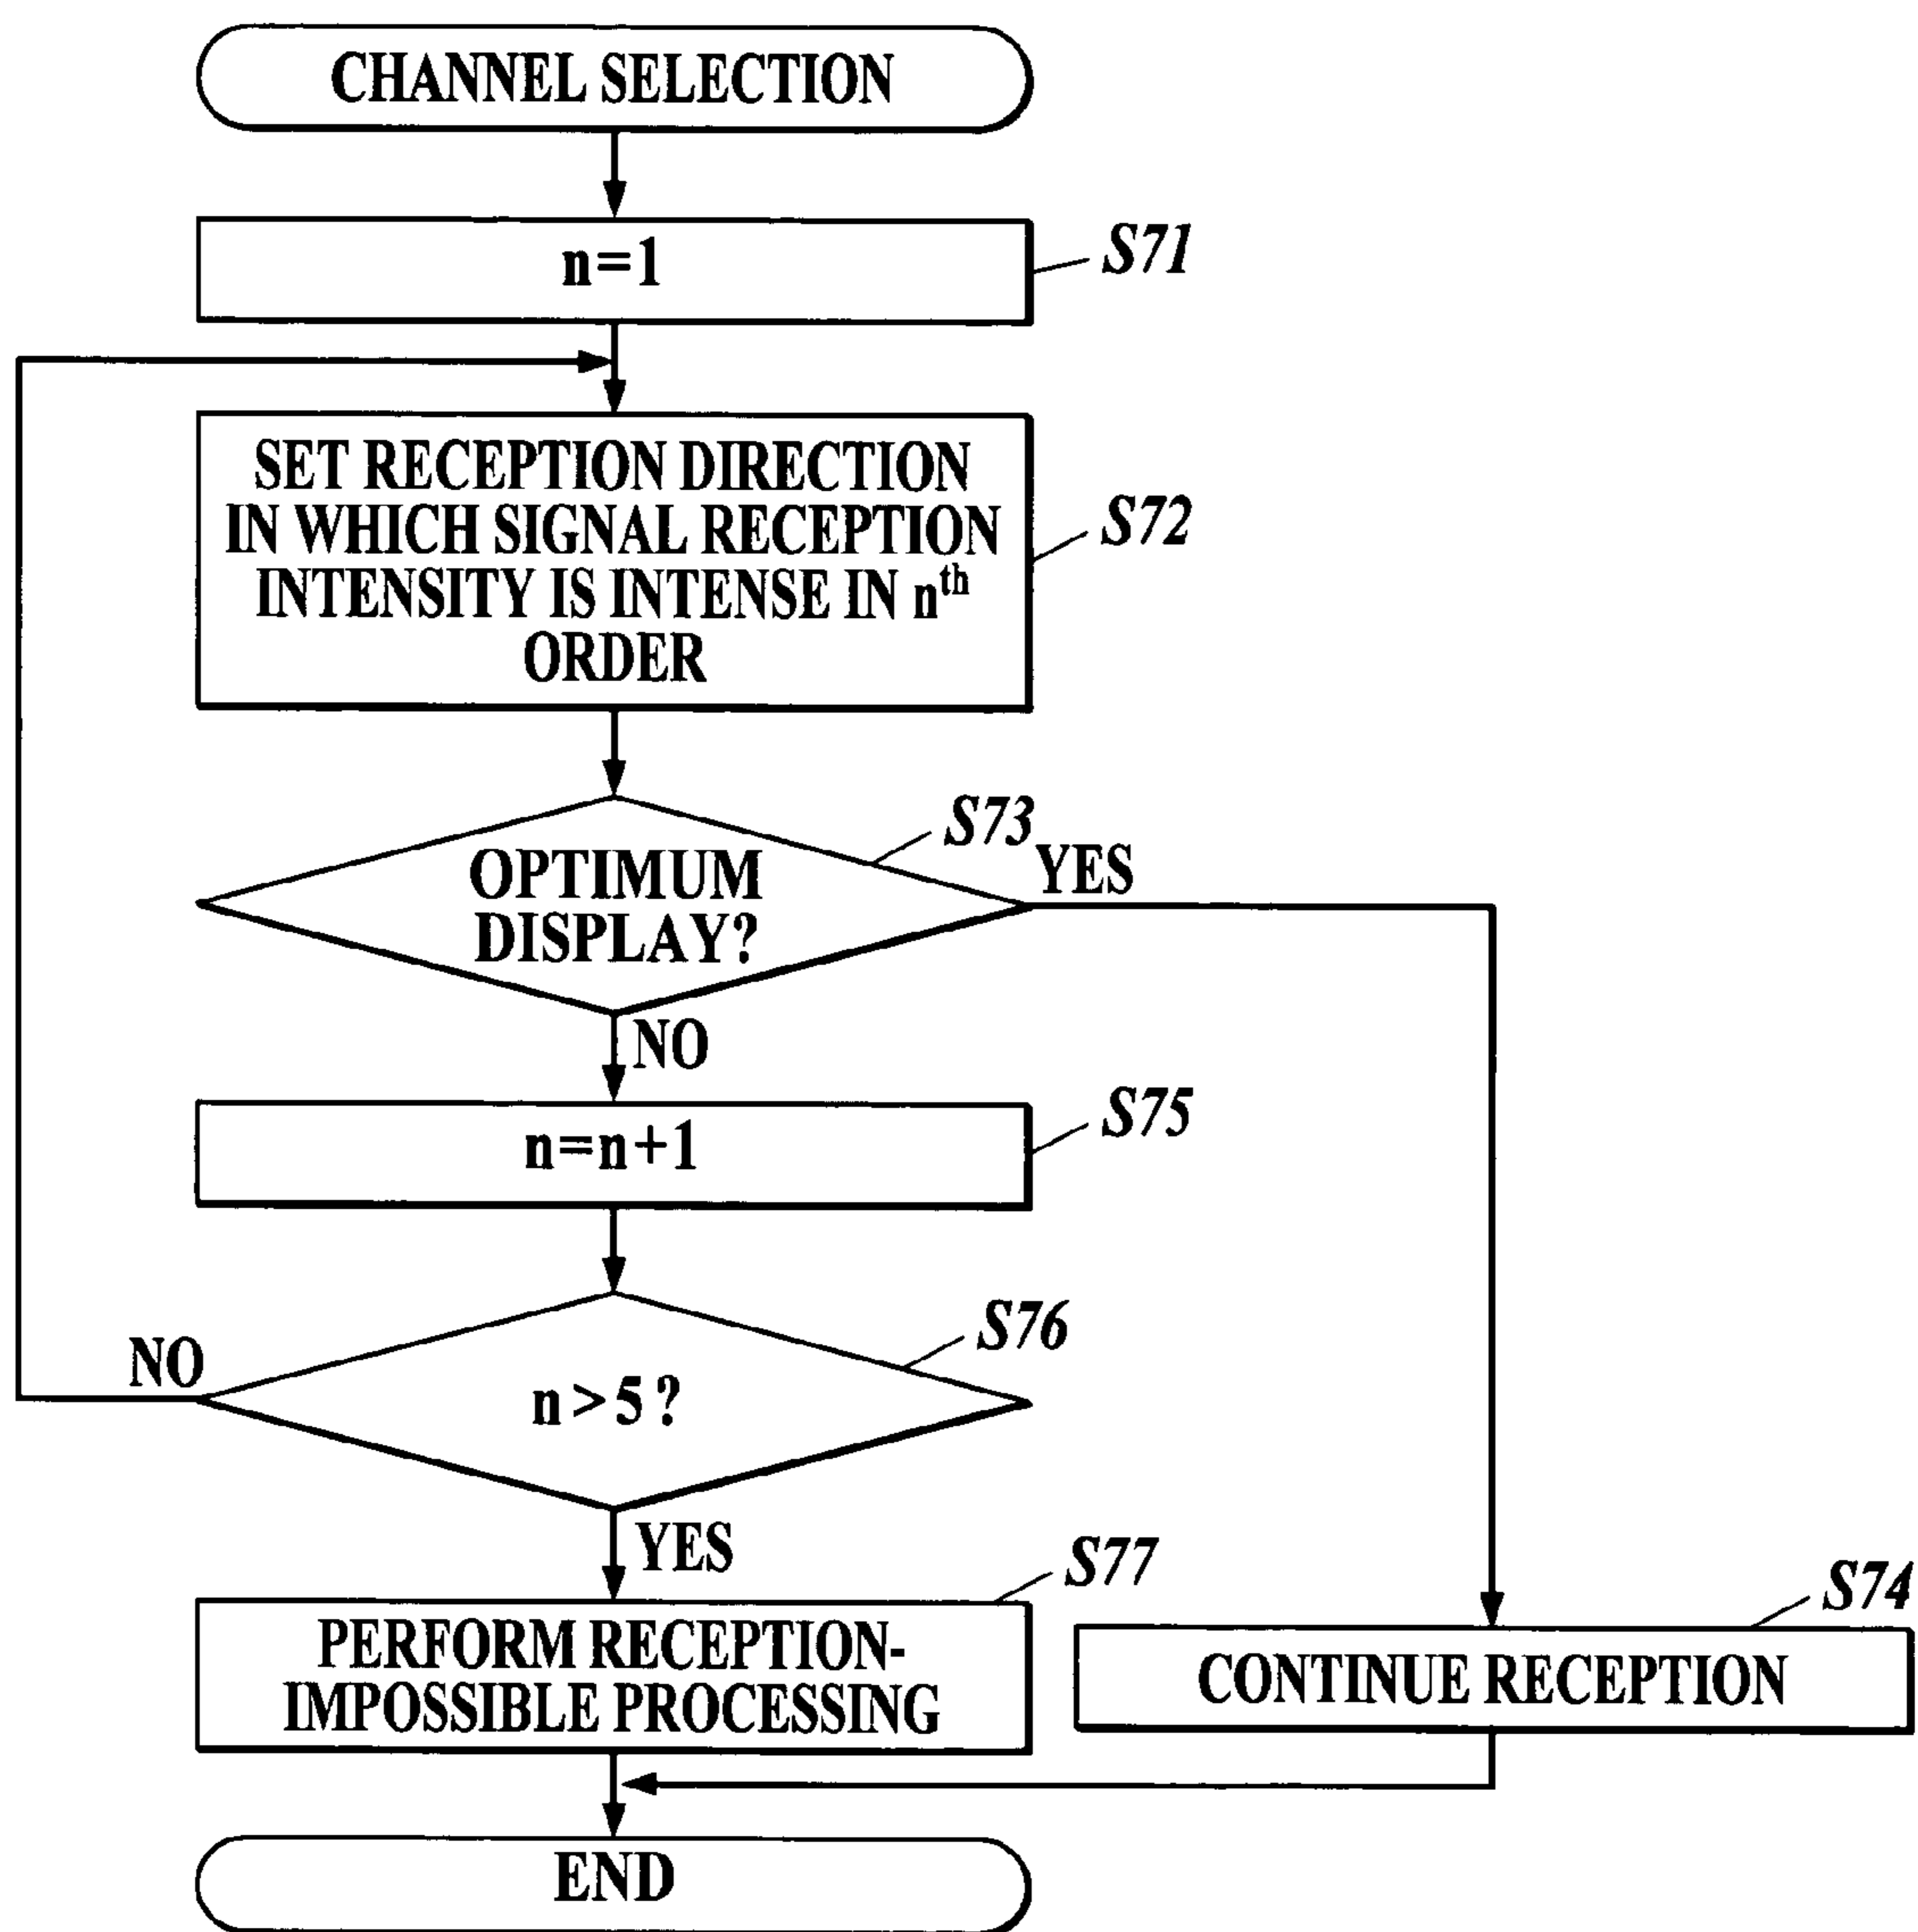 CHANNEL SELECTION
n=1
S71
SET RECEPTION DIRECTION
IN WHICH SIGNAL RECEPTION
INTENSITY IS INTENSE IN nth
ORDER
S72
OPTIMUM
DISPLAY?
S73
YES
NO
n=n+1
S75
n>5?
S76
NO
YES
PERFORM RECEPTION-
IMPOSSIBLE PROCESSING
S77
CONTINUE RECEPTION
S74
END